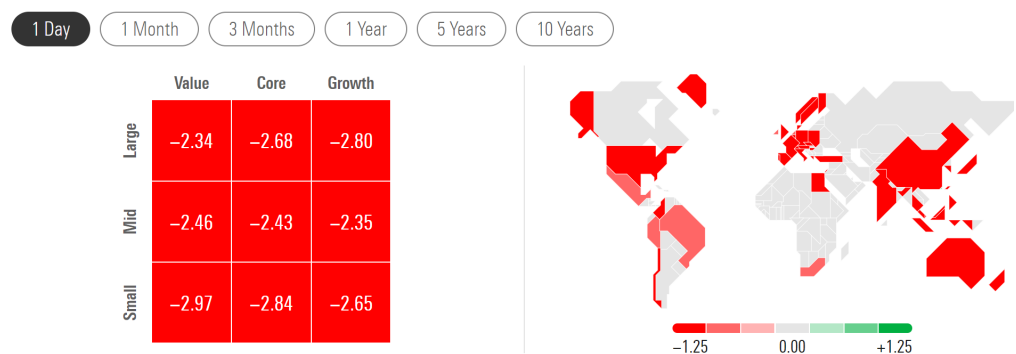 1 Day 1 Month 3 Months 1 Year 5 Years 10 Years
Value Core Growth
Large −2.34 −2.68 −2.80
Mid −2.46 −2.43 −2.35
Small −2.97 −2.84 −2.65
−1.25 0.00 +1.25